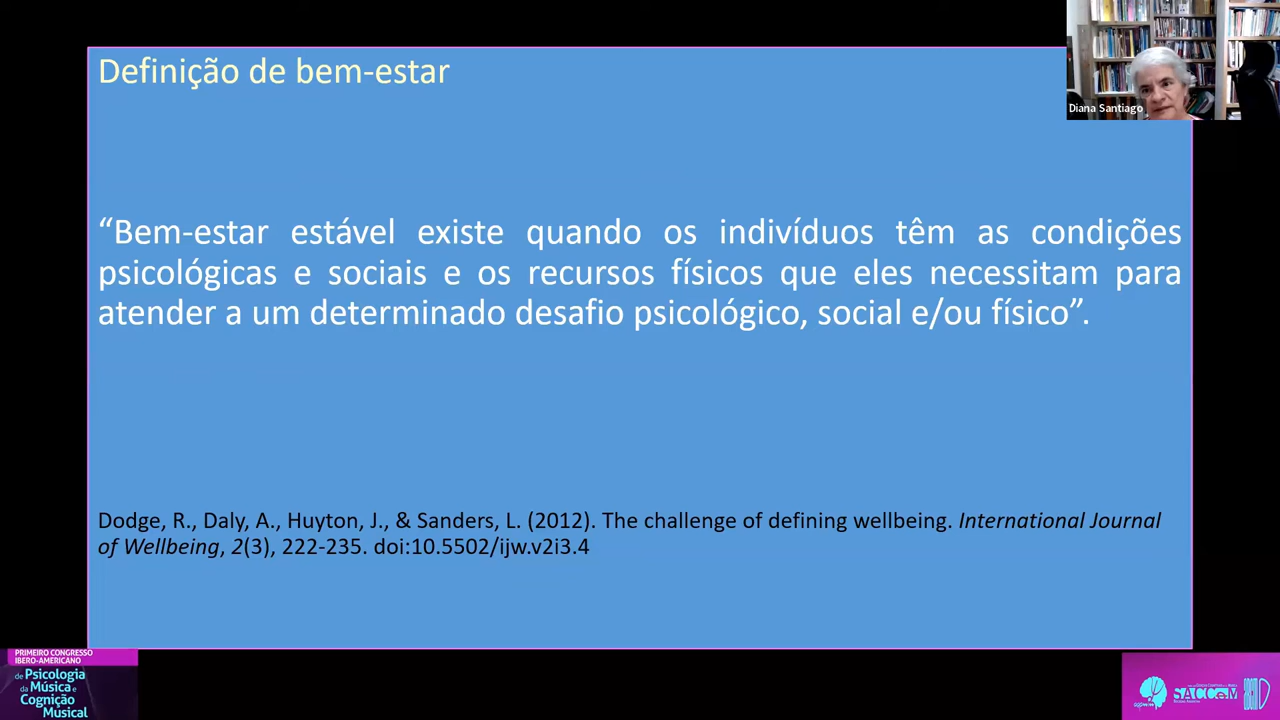 Definição de bem-estar
Diana Santiago
“Bem-estar estável existe quando os indivíduos têm as condições
psicológicas e sociais e os recursos físicos que eles necessitam para
atender a um determinado desafio psicológico, social e/ou físico”.
Dodge, R., Daly, A., Huyton, J., & Sanders, L. (2012). The challenge of defining wellbeing. International Journal
of Wellbeing, 2(3), 222-235. doi:10.5502/ijw.v2i3.4
PRIMEIRO CONGRESSO
IBERO-AMERICANO
de Psicologia
da Música e
Cognição
Musical
SACCoM